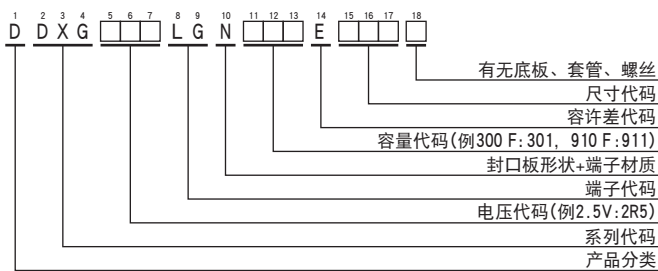 1 2 3 4 5 6 7 8 9 10 11 12 13 14 15 16 17 18
D D X G □□□ L G N □□□ E □□□ □
有无底板、套管、螺丝
尺寸代码
容许差代码
容量代码(例300 F:301, 910 F:911)
封口板形状+端子材质
端子代码
电压代码(例2.5V:2R5)
系列代码
产品分类